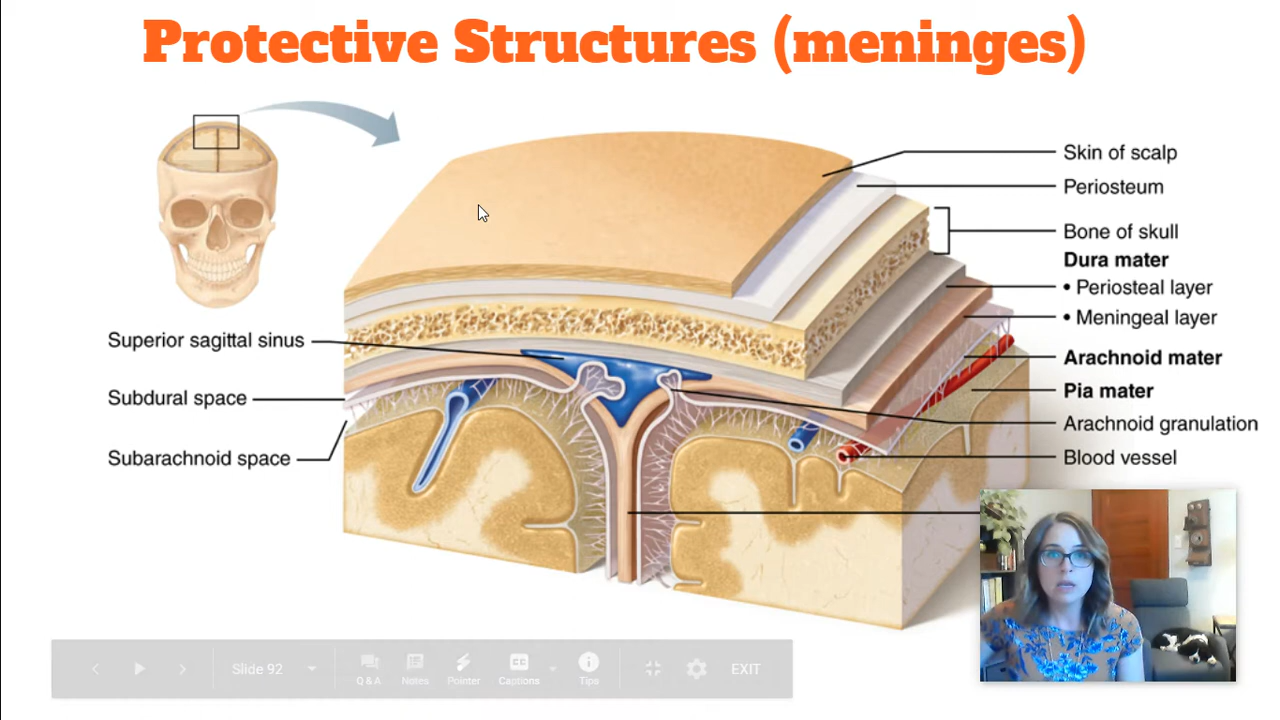 Protective Structures (meninges)
Skin of scalp
Periosteum
Bone of skull
Dura mater
• Periosteal layer
• Meningeal layer
Superior sagittal sinus
Arachnoid mater
Pia mater
Subdural space
Arachnoid granulation
Subarachnoid space
Blood vessel
Slide 92
Q & A
Notes
Pointer
CC
Captions
Tips
EXIT